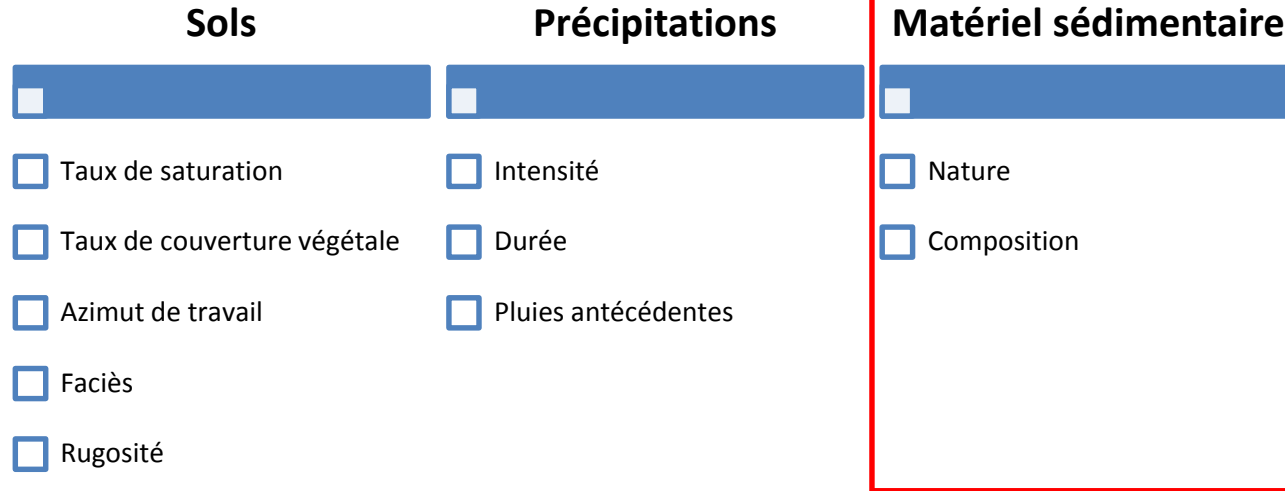 Sols
Taux de saturation
Taux de couverture végétale
Azimut de travail
Faciès
Rugosité
Précipitations
Intensité
Durée
Pluies antécédentes
Matériel sédimentaire
Nature
Composition